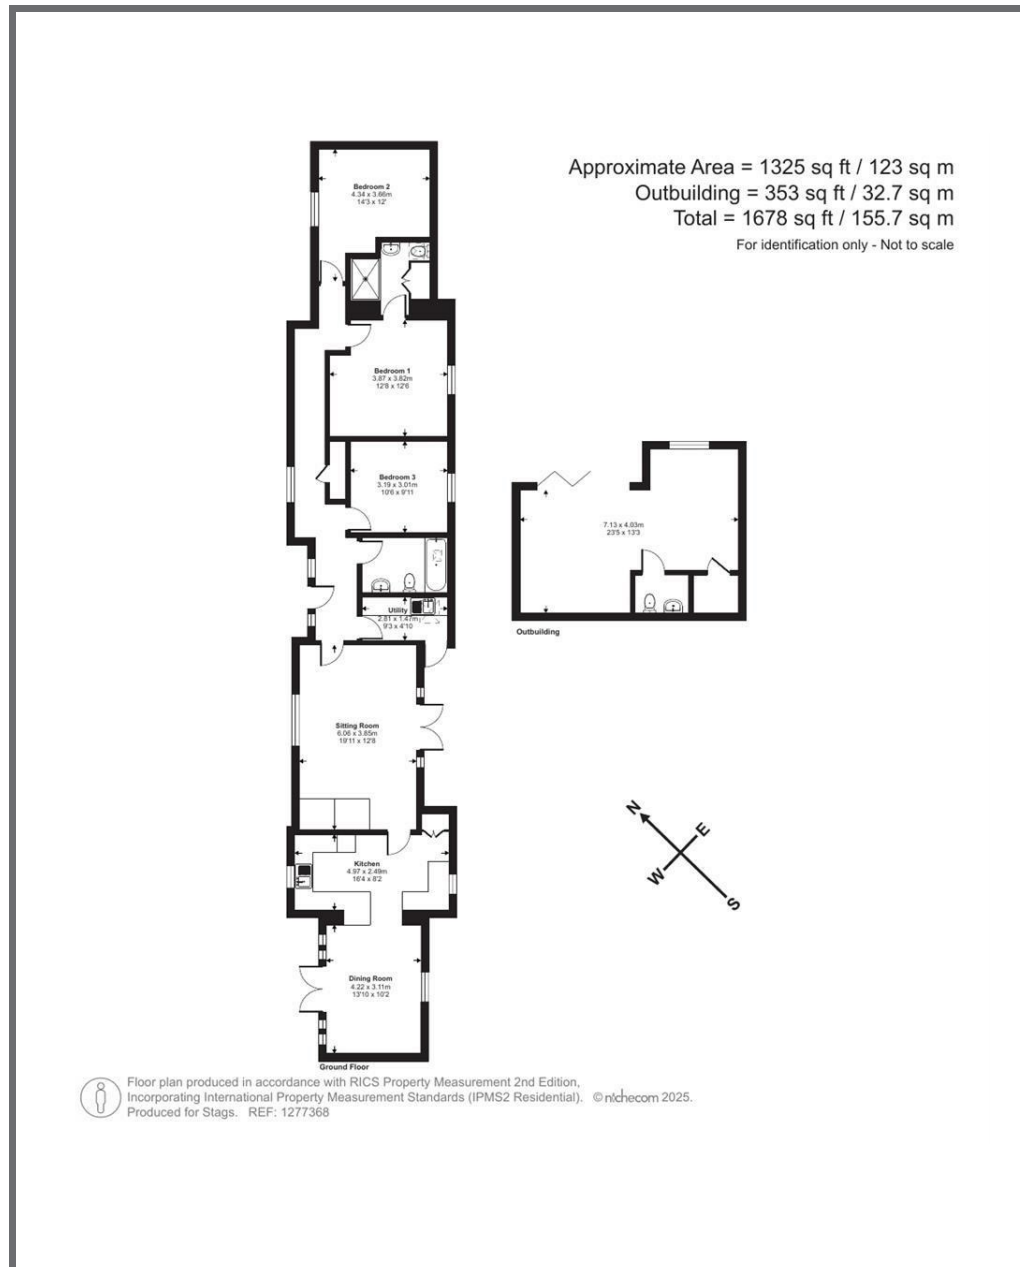 Approximate Area = 1325 sq ft / 123 sq m
Outbuilding = 353 sq ft / 32.7 sq m
Total = 1678 sq ft / 155.7 sq m
For identification only - Not to scale
Bedroom 2
4.34 x 3.66m
14'3 x 12'
Bedroom 1
3.87 x 3.82m
12'8 x 12'6
Bedroom 3
3.19 x 3.01m
10'6 x 9'11
Utility
2.81 x 1.47m
9'3 x 4'10
Sitting Room
6.06 x 3.85m
19'11 x 12'8
Kitchen
4.97 x 2.49m
16'4 x 8'2
Dining Room
4.22 x 3.11m
13'10 x 10'2
Ground Floor
7.13 x 4.03m
23'5 x 13'3
Outbuilding
N
E
W
S
Floor plan produced in accordance with RICS Property Measurement 2nd Edition,
Incorporating International Property Measurement Standards (IPMS2 Residential). © nichecom 2025.
Produced for Stags. REF: 1277368